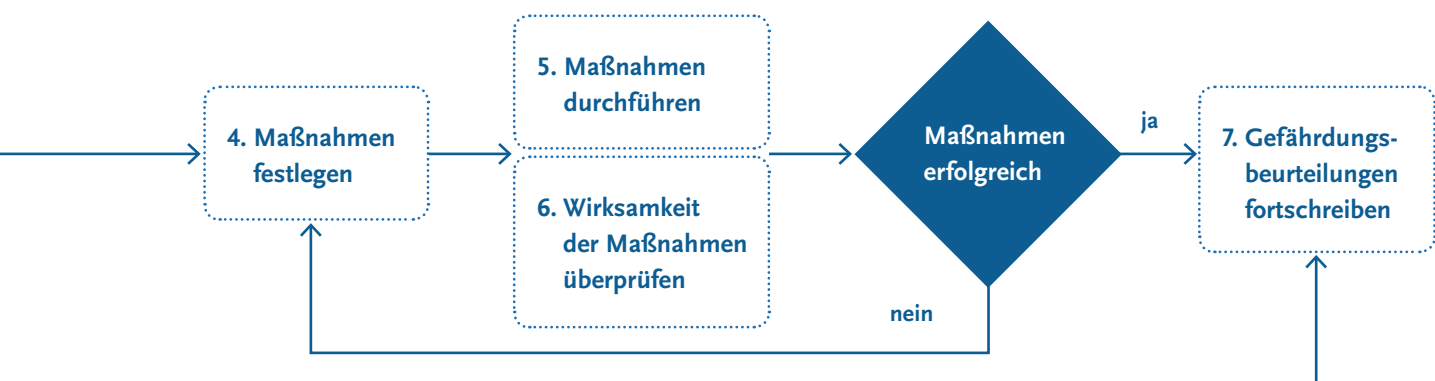 4. Maßnahmen
festlegen
5. Maßnahmen
durchführen
6. Wirksamkeit
der Maßnahmen
überprüfen
Maßnahmen
erfolgreich
ja
nein
7. Gefährdungs-
beurteilungen
fortschreiben